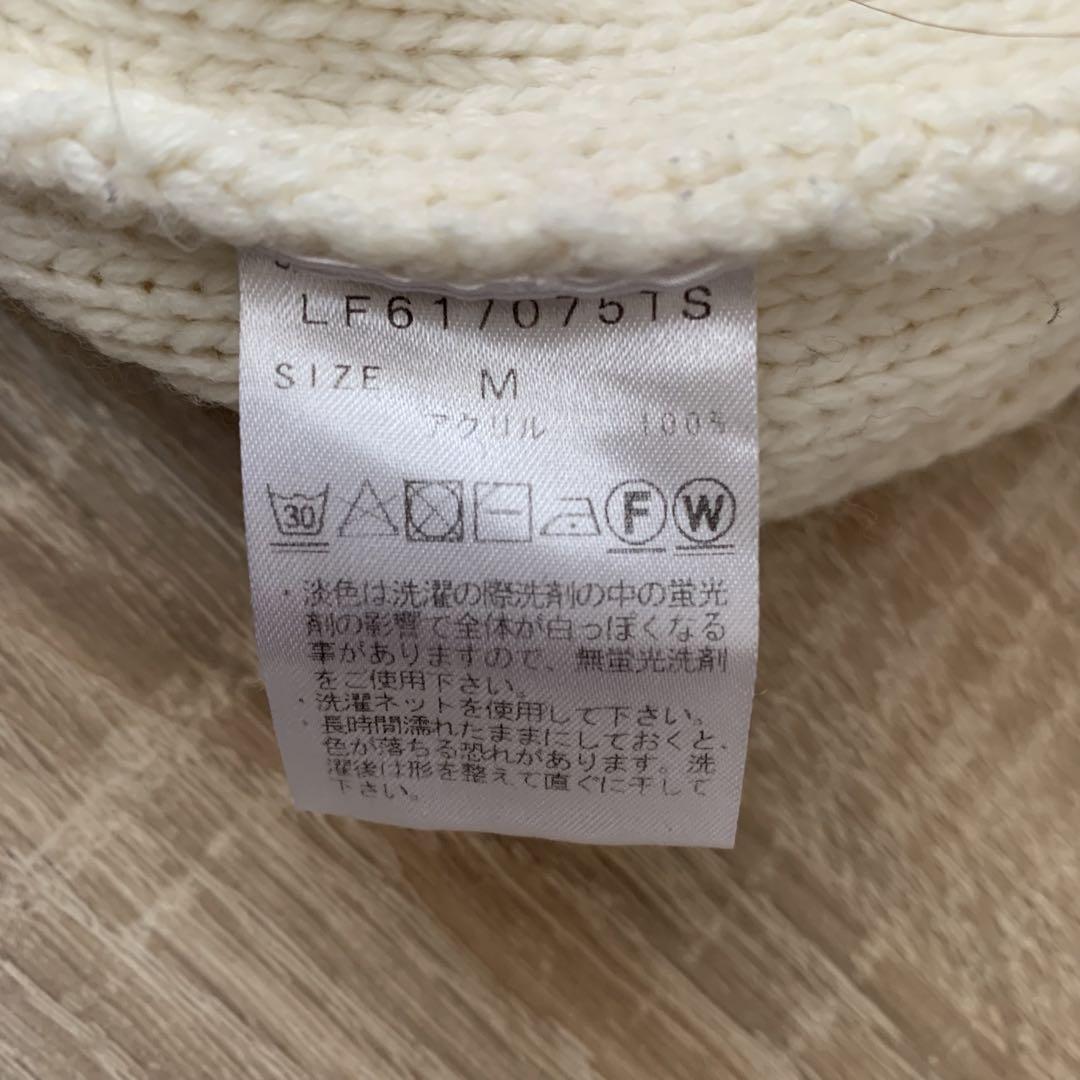 LF6170751S
SIZE M
アクリル 100%
30 F W
・淡色は洗濯の際洗剤の中の蛍光
剤の影響で全体が白っぽくなる
事がありますので、無蛍光洗剤
をご使用下さい。
・洗濯ネットを使用して下さい。
・長時間濡れたままにしておくと、
色が落ちる恐れがあります。洗
濯後は形を整えて直ぐに干して
下さい。